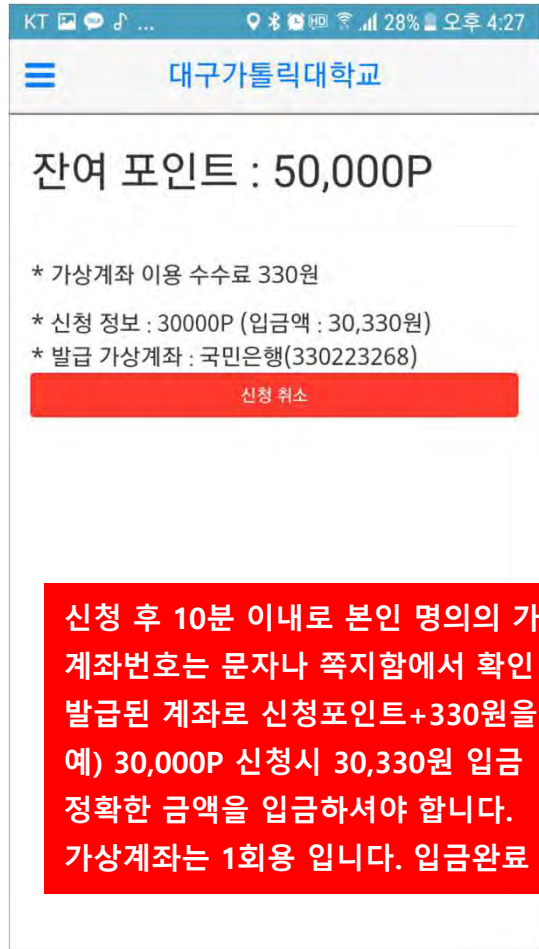 KT ... HD 28% 오후 4:27
대구가톨릭대학교
잔여 포인트 : 50,000P
* 가상계좌 이용 수수료 330원
* 신청 정보 : 30000P (입금액 : 30,330원)
* 발급 가상계좌 : 국민은행(330223268)
신청 취소
신청 후 10분 이내로 본인 명의의 가
계좌번호는 문자나 쪽지함에서 확인
발급된 계좌로 신청포인트+330원을
예) 30,000P 신청시 30,330원 입금
정확한 금액을 입금하셔야 합니다.
가상계좌는 1회용 입니다. 입금완료